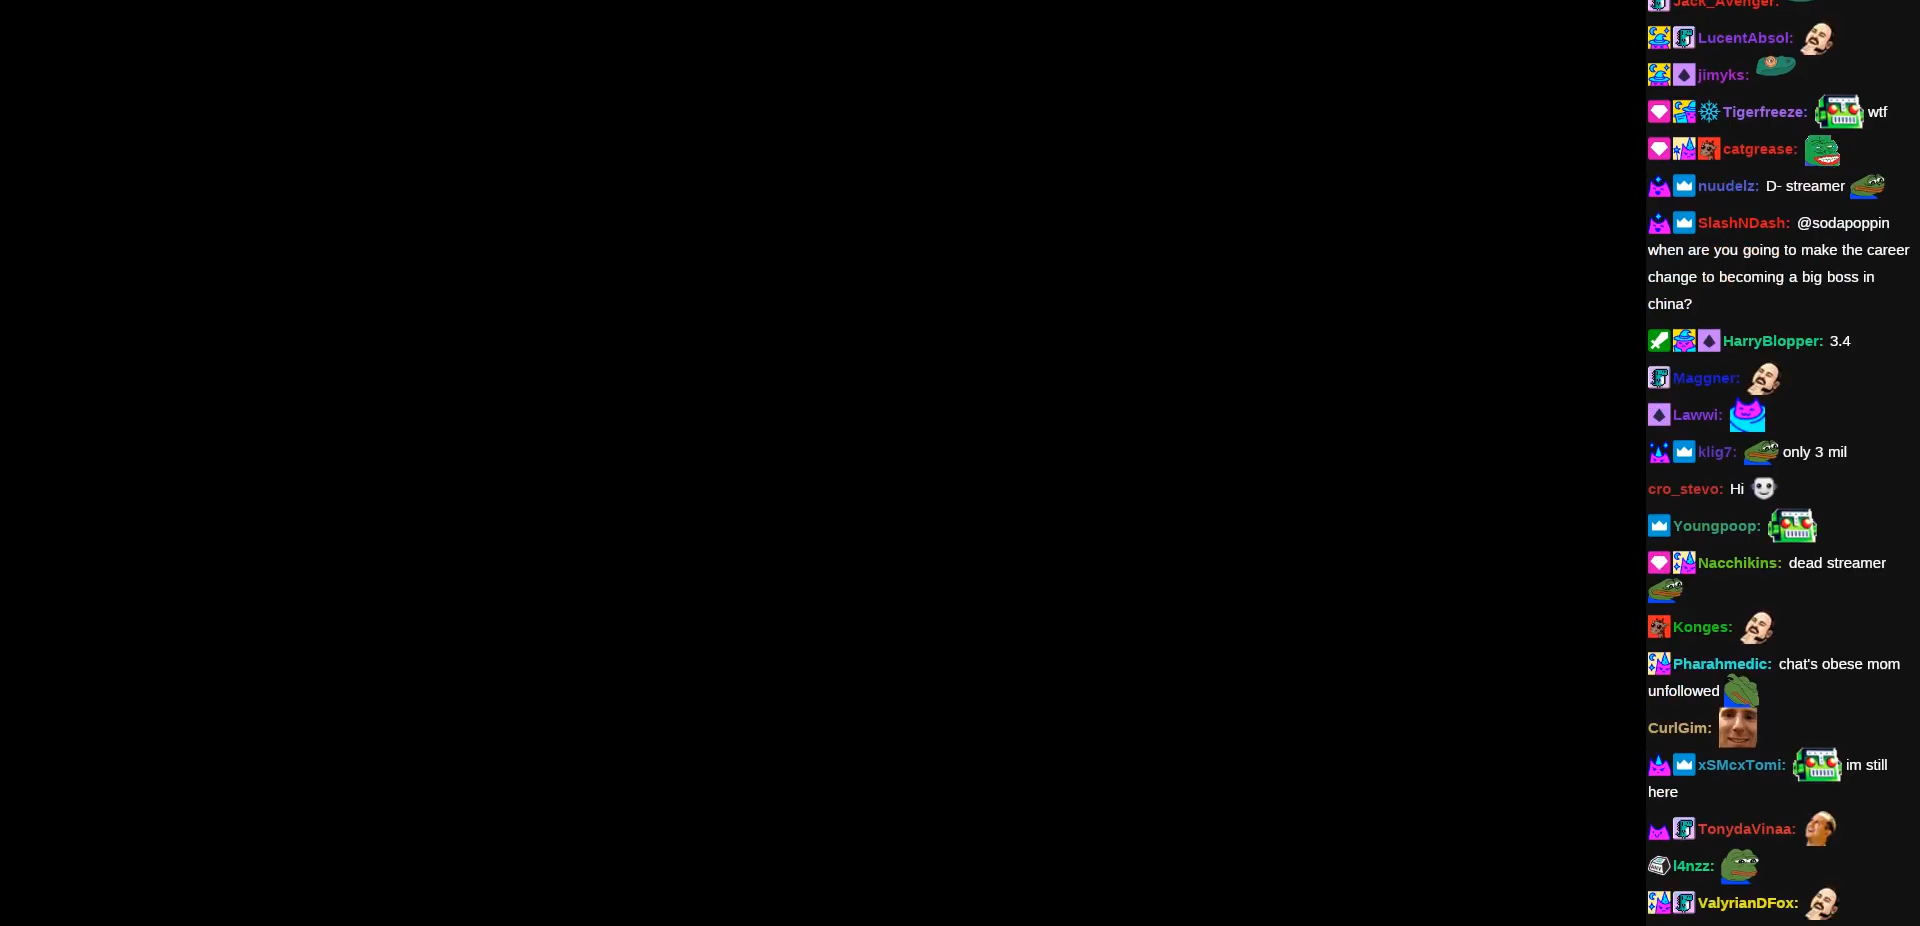 Jack_Avenger:
LucentAbsol:
jimyks:
Tigerfreeze: wtf
catgrease:
nuudelz: D- streamer
SlashNDash: @sodapoppin
when are you going to make the career
change to becoming a big boss in
china?
HarryBlopper: 3.4
Maggner:
Lawwi:
klig7: only 3 mil
cro_stevo: Hi
Youngpoop:
Nacchikins: dead streamer
Konges:
Pharahmedic: chat's obese mom
unfollowed
CurlGim:
xSMcxTomi: im still
here
TonydaVinaa:
l4nzz:
ValyrianDFox: